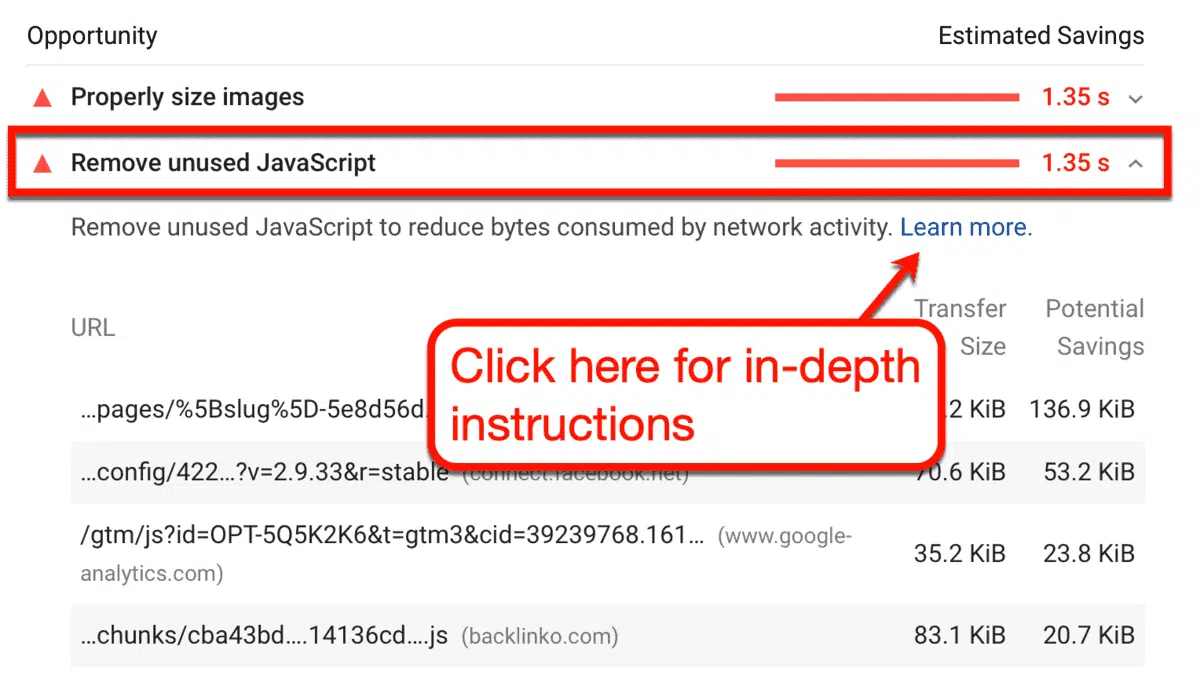 Opportunity Estimated Savings
Properly size images 1.35 s
Remove unused JavaScript 1.35 s
Remove unused JavaScript to reduce bytes consumed by network activity. Learn more.
URL Transfer Size Potential Savings
Click here for in-depth
instructions
…pages/%5Bslug%5D-5e8d56d. .2 KiB 136.9 KiB
…config/422…?v=2.9.33&r=stable (connect.facebook.net) 70.6 KiB 53.2 KiB
/gtm/js?id=OPT-5Q5K2K6&t=gtm3&cid=39239768.161… (www.google-
analytics.com) 35.2 KiB 23.8 KiB
…chunks/cba43bd….14136cd….js (backlinko.com) 83.1 KiB 20.7 KiB